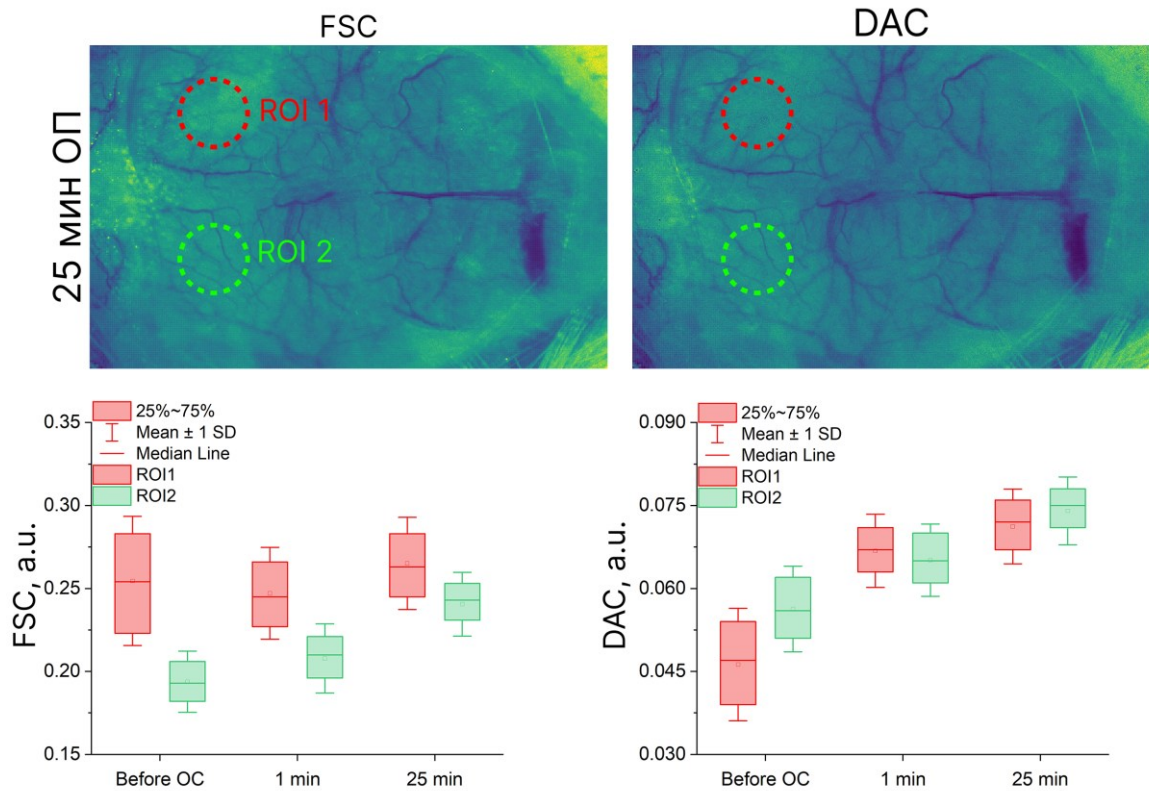 FSC
DAC
25 мин ОП
ROI 1
ROI 2
0.35
0.30
0.25
0.20
0.15
FSC, a.u.
25%~75%
Mean ± 1 SD
Median Line
ROI1
ROI2
Before OC
1 min
25 min
0.090
0.075
0.060
0.045
0.030
DAC, a.u.
25%~75%
Mean ± 1 SD
Median Line
ROI1
ROI2
Before OC
1 min
25 min